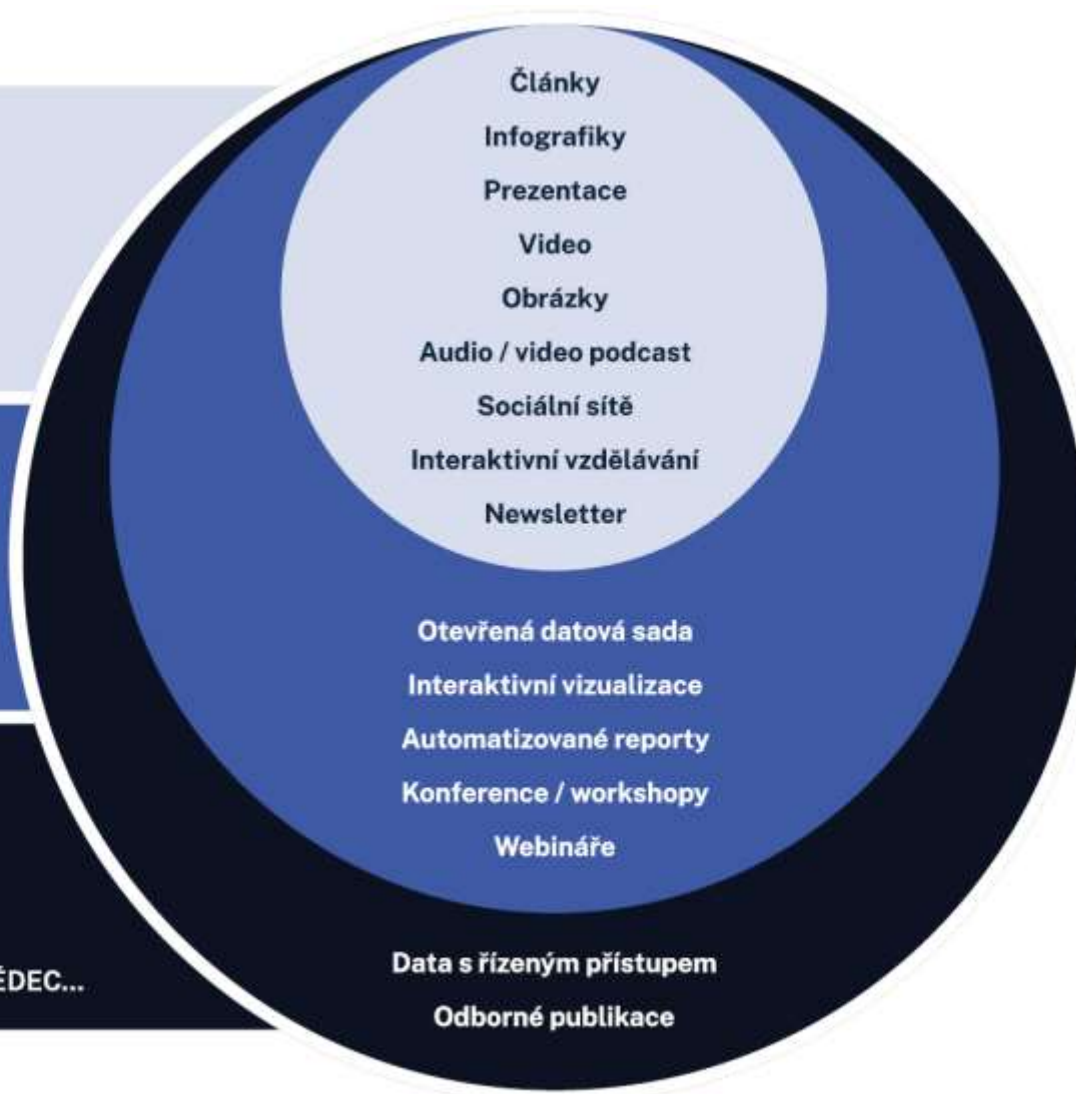 Články
Infografiky
Prezentace
Video
Obrázky
Audio / video podcast
Sociální sítě
Interaktivní vzdělávání
Newsletter
Otevřená datová sada
Interaktivní vizualizace
Automatizované reporty
Konference / workshopy
Webináře
Data s řízeným přístupem
ĚDEC...
Odborné publikace